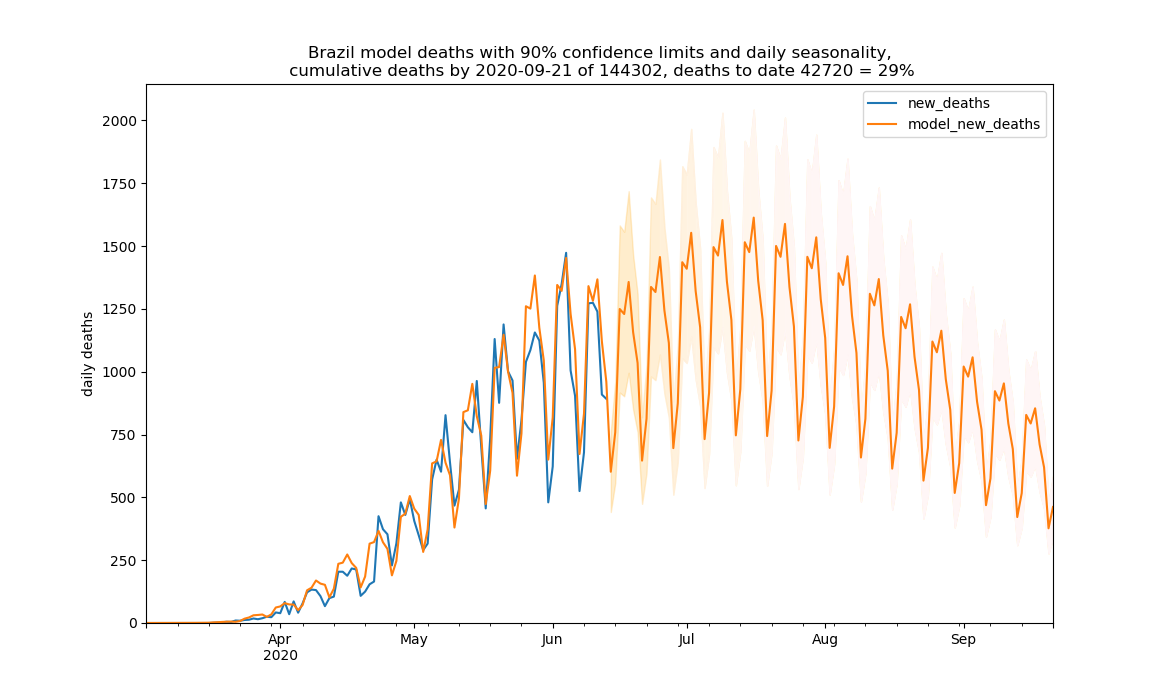 Brazil model deaths with 90% confidence limits and daily seasonality,
cumulative deaths by 2020-09-21 of 144302, deaths to date 42720 = 29%
new_deaths
model_new_deaths
daily deaths
2000
1750
1500
1250
1000
750
500
250
0
Apr May Jun Jul Aug Sep
2020